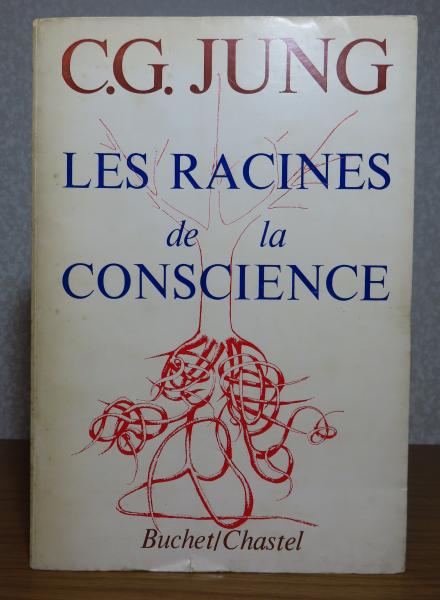 C.G. JUNG
LES RACINES
de la
CONSCIENCE
Buchet/Chastel